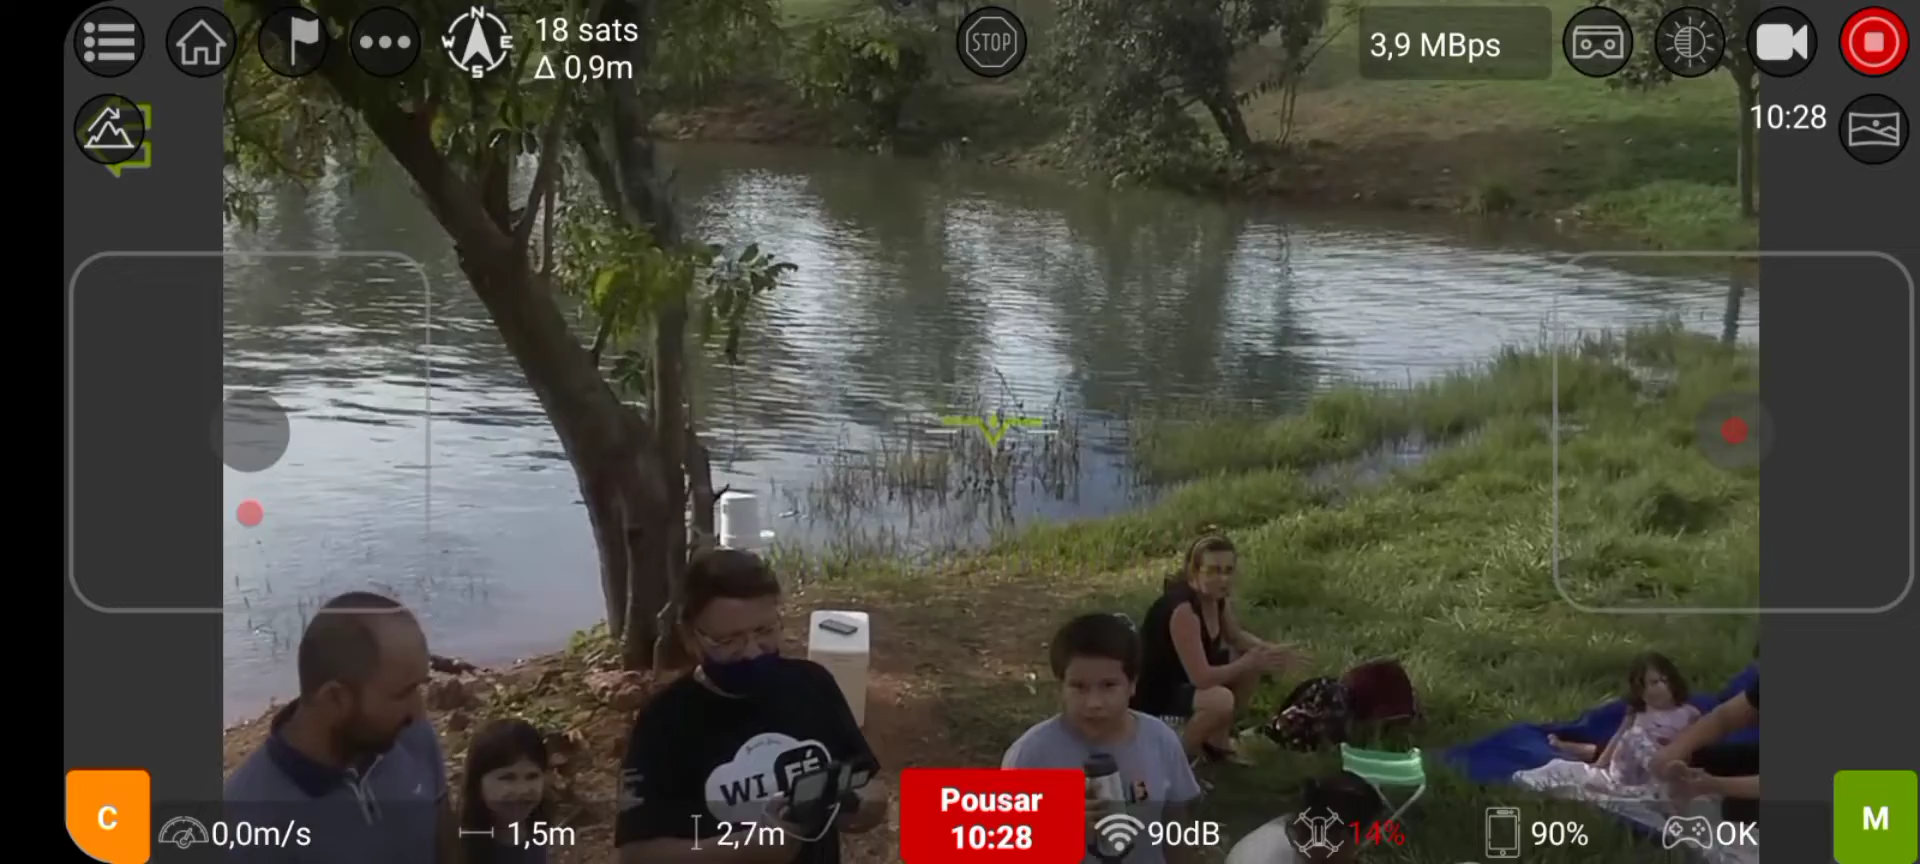 N
W E
S
18 sats
Δ 0,9m
STOP
3,9 MBps
10:28
WI FÉ
C
0,0m/s
1,5m
2,7m
Pousar
10:28
90dB
14%
90%
OK
M